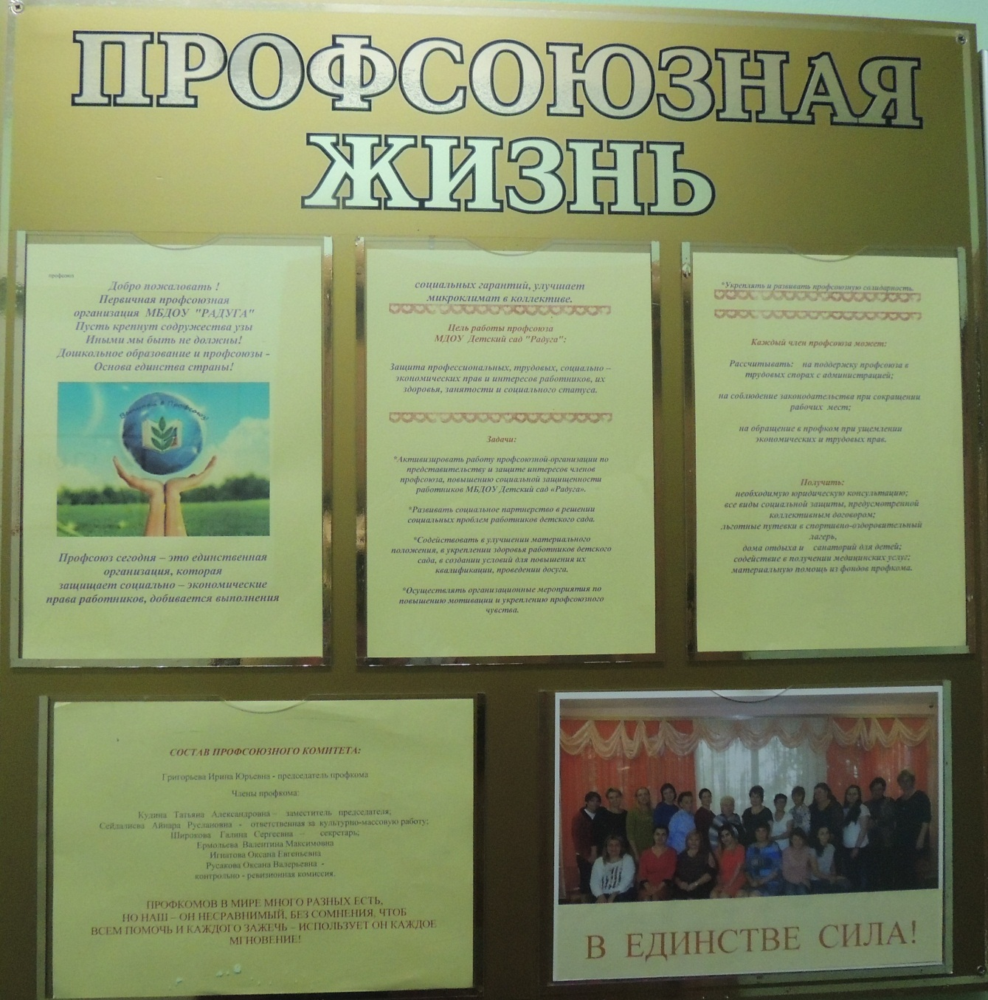 ПРОФСОЮЗНАЯ
ЖИЗНЬ
профсоюз
Добро пожаловать !
Первичная профсоюзная
организация МБДОУ "РАДУГА"
Пусть крепнут содружества узы
Иными мы быть не должны!
Дошкольное образование и профсоюзы -
Основа единства страны!
Вступай в Профсоюз!
Профсоюз сегодня – это единственная
организация, которая
защищает социально – экономические
права работников, добивается выполнения
социальных гарантий, улучшает
микроклимат в коллективе.
Цель работы профсоюза
МДОУ Детский сад "Радуга":
Защита профессиональных, трудовых, социально –
экономических прав и интересов работников, их
здоровья, занятости и социального статуса.
Задачи:
*Активизировать работу профсоюзной организации по
представительству и защите интересов членов
профсоюза, повышению социальной защищенности
работников МБДОУ Детский сад «Радуга».
*Развивать социальное партнерство в решении
социальных проблем работников детского сада.
*Содействовать в улучшении материального
положения, в укреплении здоровья работников детского
сада, в создании условий для повышения их
квалификации, проведении досуга.
*Осуществлять организационные мероприятия по
повышению мотивации и укреплению профсоюзного
чувства.
*Укреплять и развивать профсоюзную солидарность.
Каждый член профсоюза может:
Рассчитывать: на поддержку профсоюза в
трудовых спорах с администрацией;
на соблюдение законодательства при сокращении
рабочих мест;
на обращение в профком при ущемлении
экономических и трудовых прав.
Получить:
необходимую юридическую консультацию;
все виды социальной защиты, предусмотренной
коллективным договором;
льготные путевки в спортивно-оздоровительный
лагерь,
дома отдыха и санаторий для детей;
содействие в получении медицинских услуг;
материальную помощь из фондов профкома.
СОСТАВ ПРОФСОЮЗНОГО КОМИТЕТА:
Григорьева Ирина Юрьевна - председатель профкома
Члены профкома:
Кудина Татьяна Александровна – заместитель председателя;
Сейдалиева Айнара Руслановна - ответственная за культурно-массовую работу;
Широкова Галина Сергеевна – секретарь;
Ермольева Валентина Максимовна
Игнатова Оксана Евгеньевна
Русакова Оксана Валерьевна -
контрольно - ревизионная комиссия.
ПРОФКОМОВ В МИРЕ МНОГО РАЗНЫХ ЕСТЬ,
НО НАШ – ОН НЕСРАВНИМЫЙ, БЕЗ СОМНЕНИЯ, ЧТОБ
ВСЕМ ПОМОЧЬ И КАЖДОГО ЗАЖЕЧЬ – ИСПОЛЬЗУЕТ ОН КАЖДОЕ
МГНОВЕНИЕ!
В ЕДИНСТВЕ СИЛА!